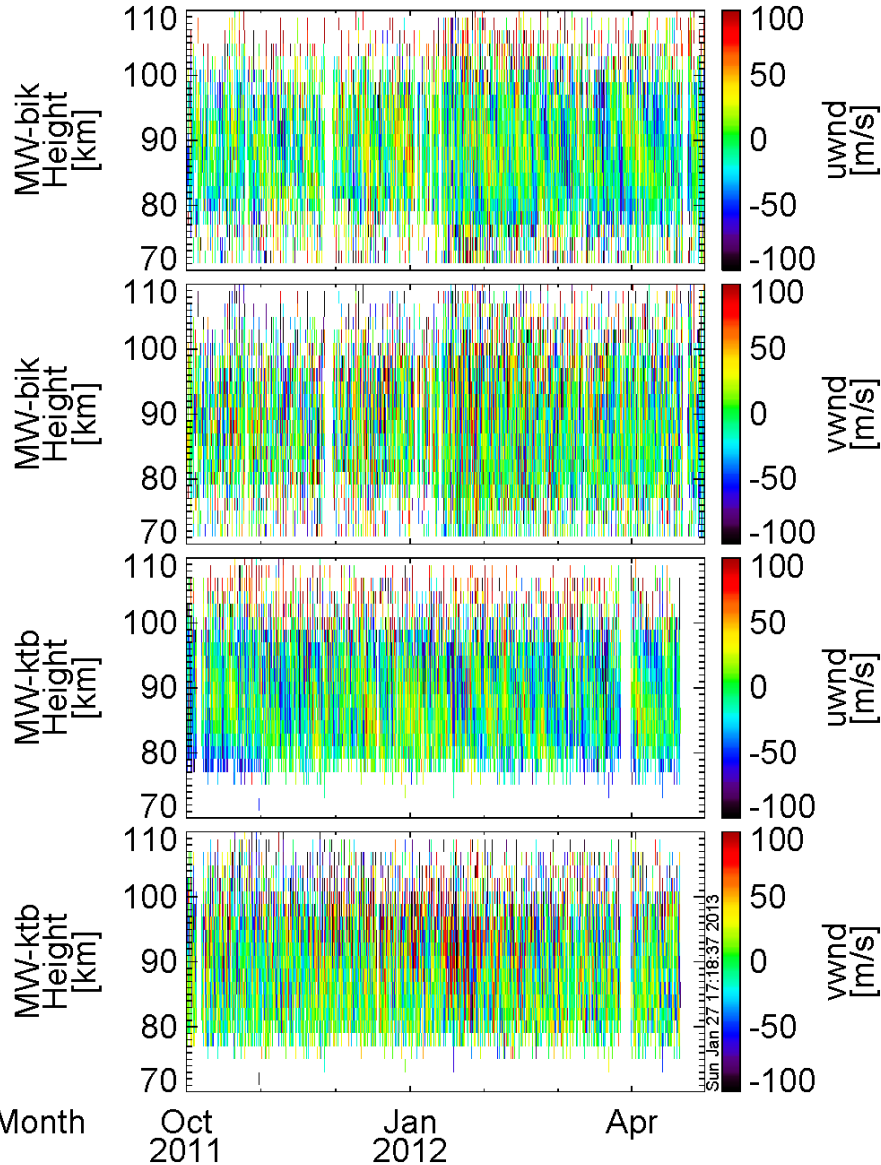 110
100
90
80
70
MW-bik
Height
[km]
100
50
0
-50
-100
uwnd
[m/s]
110
100
90
80
70
MW-bik
Height
[km]
100
50
0
-50
-100
vwnd
[m/s]
110
100
90
80
70
MW-ktb
Height
[km]
100
50
0
-50
-100
uwnd
[m/s]
110
100
90
80
70
MW-ktb
Height
[km]
100
50
0
-50
-100
vwnd
[m/s]
Sun Jan 27 17:18:37 2013
Month Oct Jan Apr
2011 2012